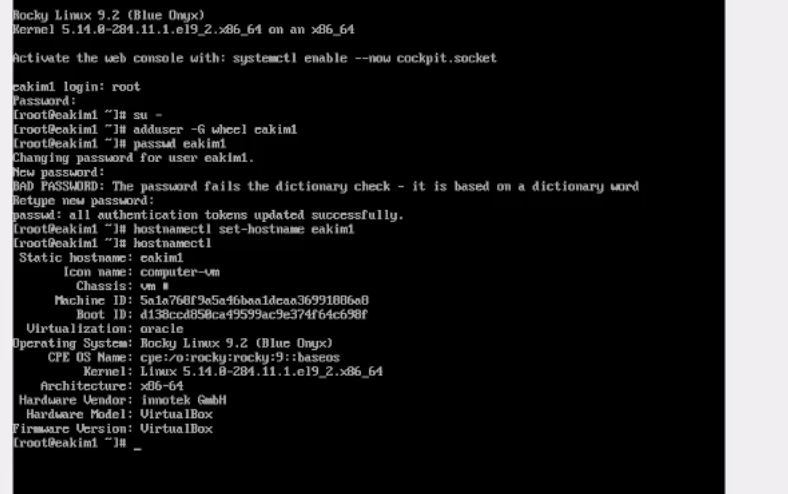 Rocky Linux 9.2 (Blue Onyx)
Kernel 5.14.0-284.11.1.el9_2.x86_64 on an x86_64
Activate the web console with: systemctl enable --now cockpit.socket
eakim1 login: root
Password:
[root@eakim1 ~]# su -
[root@eakim1 ~]# adduser -G wheel eakim1
[root@eakim1 ~]# passwd eakim1
Changing password for user eakim1.
New password:
BAD PASSWORD: The password fails the dictionary check - it is based on a dictionary word
Retype new password:
passwd: all authentication tokens updated successfully.
[root@eakim1 ~]# hostnamectl set-hostname eakim1
[root@eakim1 ~]# hostnamectl
Static hostname: eakim1
Icon name: computer-vm
Chassis: vm
Machine ID: 5a1a768f9a5a46baa1deaa36991886a8
Boot ID: d138ccd850ca49599ac9e374f64c698f
Virtualization: oracle
Operating System: Rocky Linux 9.2 (Blue Onyx)
CPE OS Name: cpe:/o:rocky:rocky:9::baseos
Kernel: Linux 5.14.0-284.11.1.el9_2.x86_64
Architecture: x86-64
Hardware Vendor: innotek GmbH
Hardware Model: VirtualBox
Firmware Version: VirtualBox
[root@eakim1 ~]# _